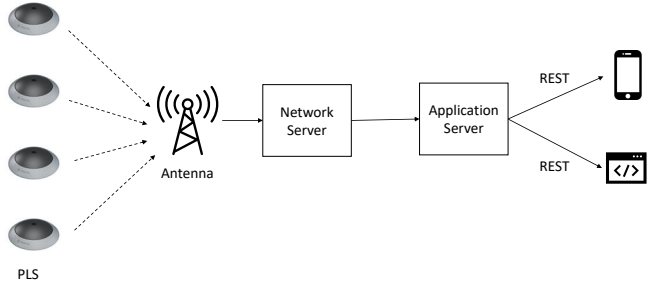 REST
Network
Server
Application
Server
REST
Antenna
PLS